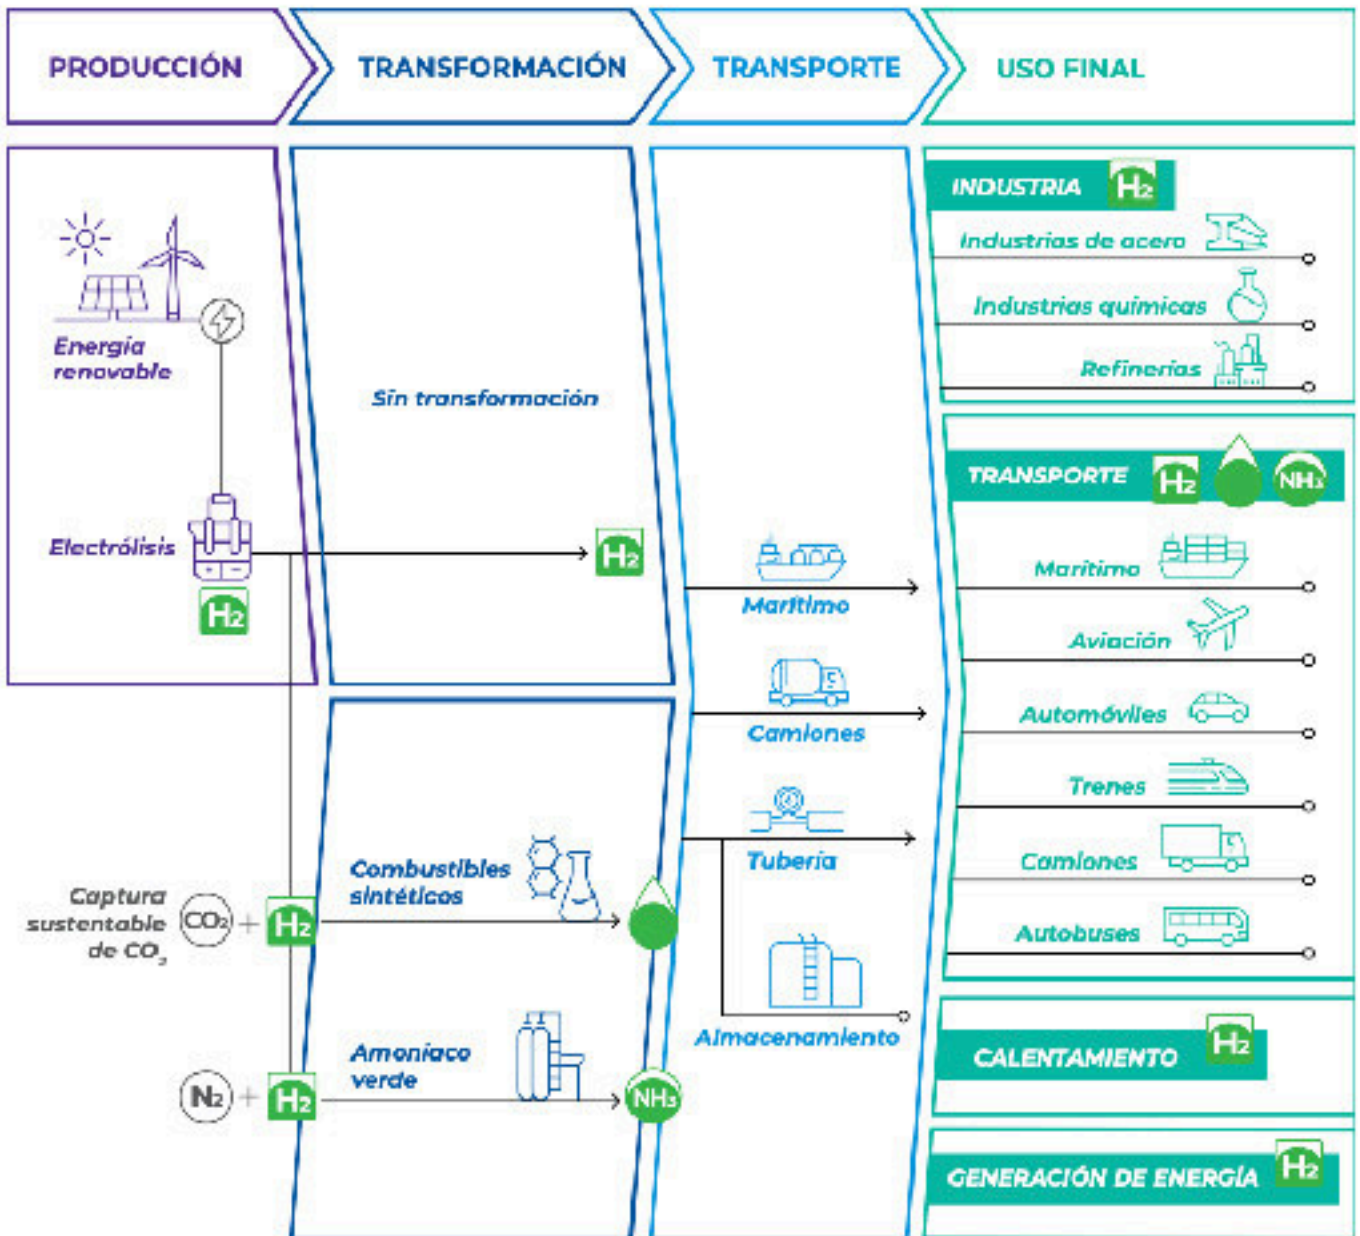 PRODUCCIÓN
TRANSFORMACIÓN
TRANSPORTE
USO FINAL
Energía
renovable
Electrólisis
H2
Sin transformación
H2
Captura
sustentable
de CO2
CO2 + H2
Combustibles
sintéticos
N2 + H2
Amoniaco
verde
NH3
Marítimo
Camiones
Tubería
Almacenamiento
INDUSTRIA H2
Industrias de acero
Industrias químicas
Refinerías
TRANSPORTE H2 NH3
Marítimo
Aviación
Automóviles
Trenes
Camiones
Autobuses
CALENTAMIENTO H2
GENERACIÓN DE ENERGÍA H2